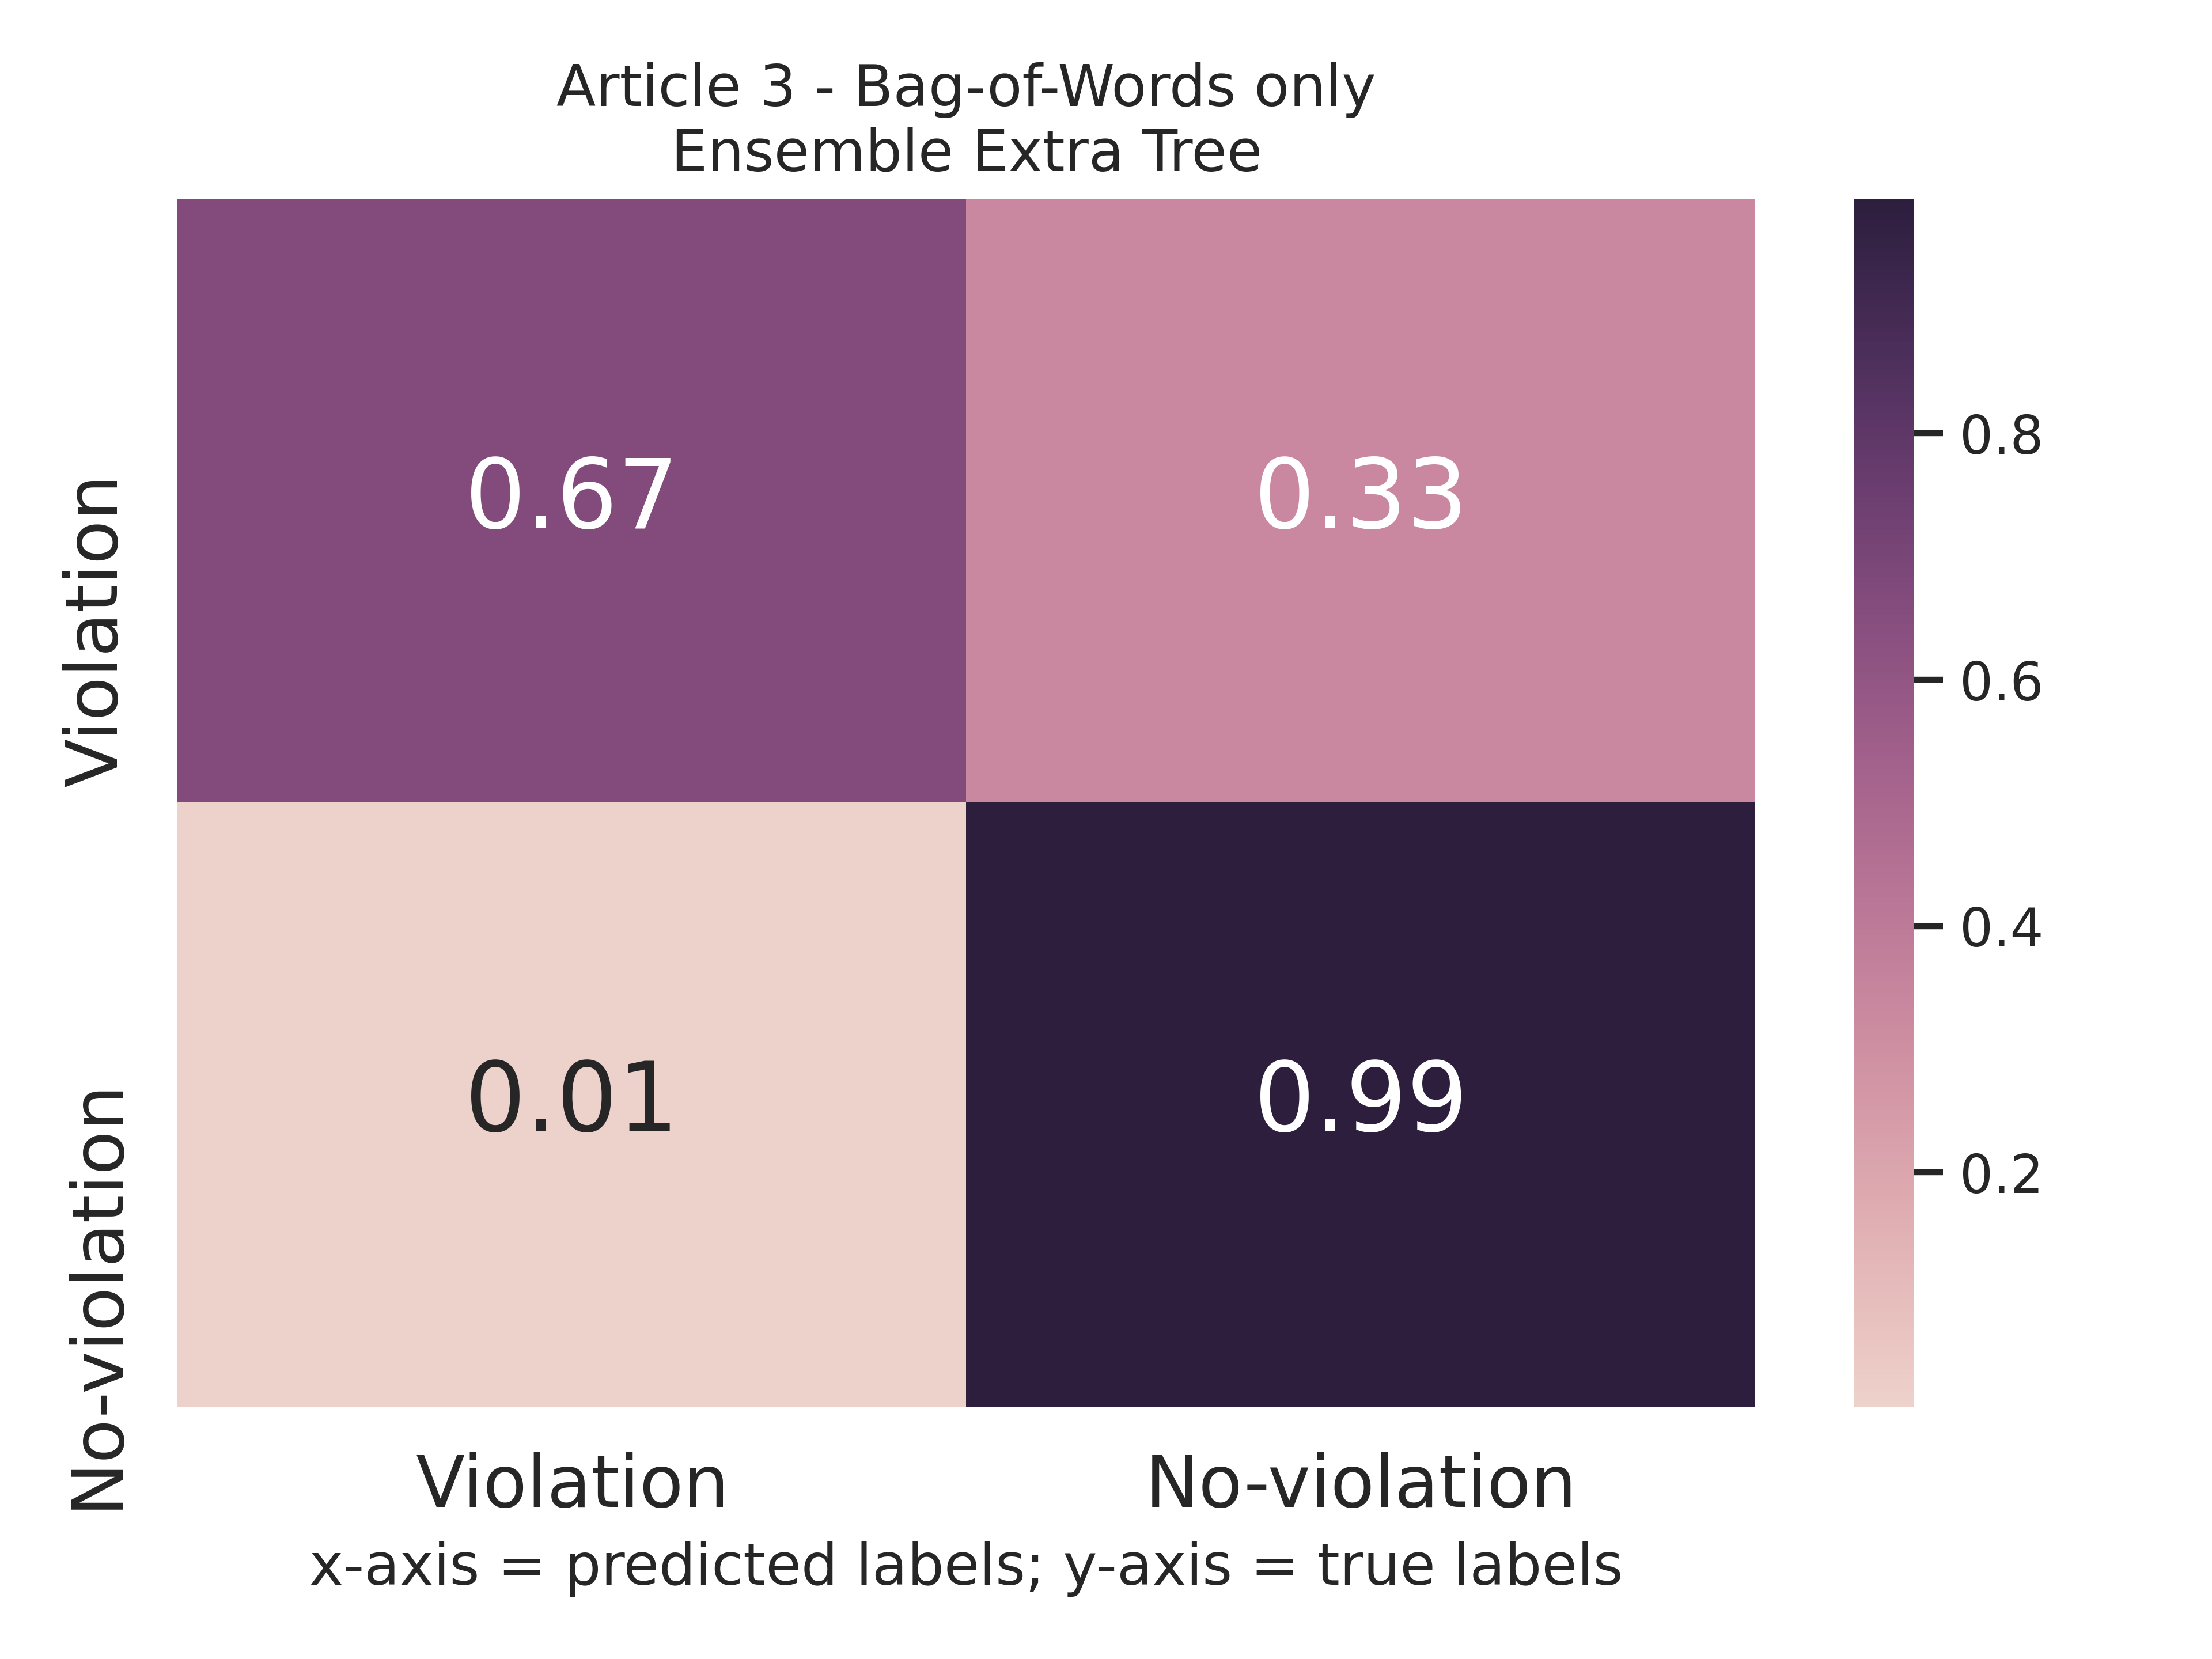 Article 3 - Bag-of-Words only
Ensemble Extra Tree
Violation
0.67
0.33
0.8
0.6
0.4
0.2
No-violation
0.01
0.99
Violation
No-violation
x-axis = predicted labels; y-axis = true labels